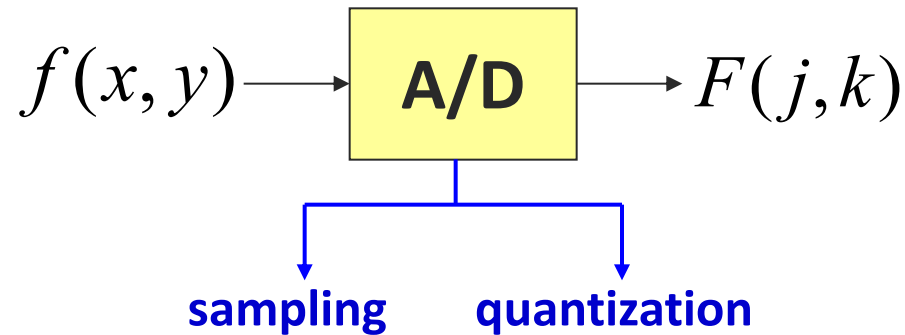 f(x, y) A/D F(j, k)
sampling quantization